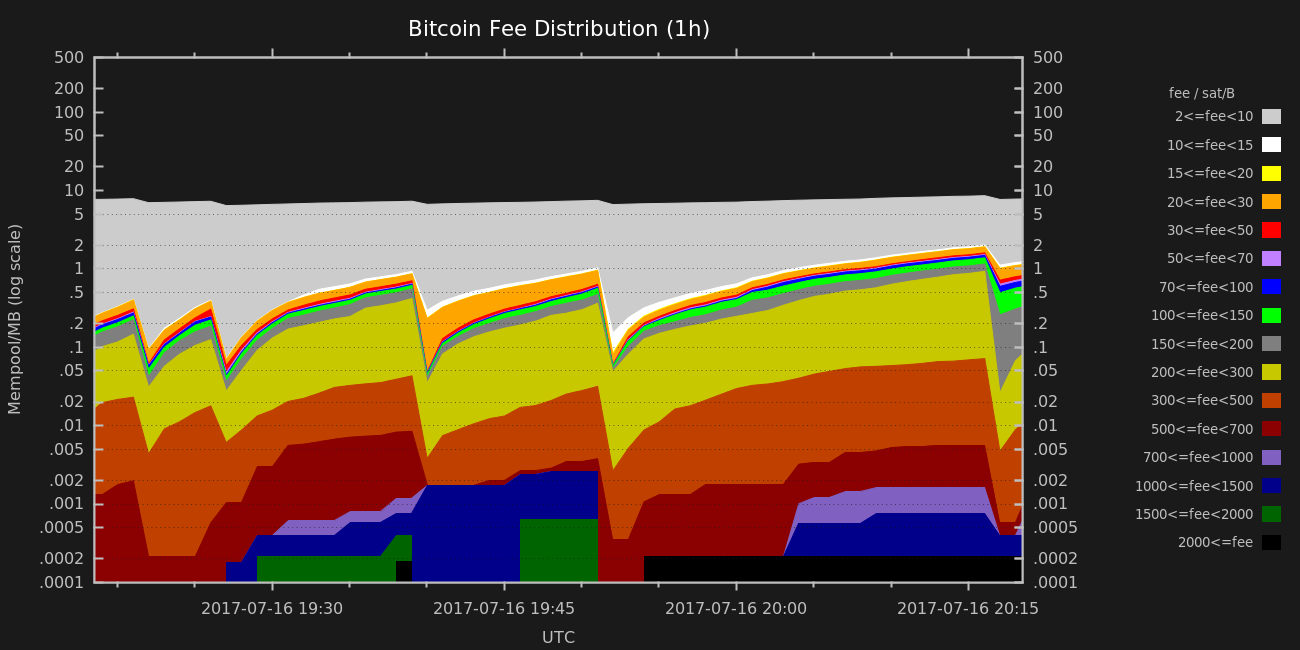 Bitcoin Fee Distribution (1h)
Mempool/MB (log scale)
500
200
100
50
20
10
5
2
1
.5
.2
.1
.05
.02
.01
.005
.002
.001
.0005
.0002
.0001
500
200
100
50
20
10
5
2
1
.5
.2
.1
.05
.02
.01
.005
.002
.001
.0005
.0002
.0001
2017-07-16 19:30
2017-07-16 19:45
2017-07-16 20:00
2017-07-16 20:15
UTC
fee / sat/B
2<=fee<10
10<=fee<15
15<=fee<20
20<=fee<30
30<=fee<50
50<=fee<70
70<=fee<100
100<=fee<150
150<=fee<200
200<=fee<300
300<=fee<500
500<=fee<700
700<=fee<1000
1000<=fee<1500
1500<=fee<2000
2000<=fee